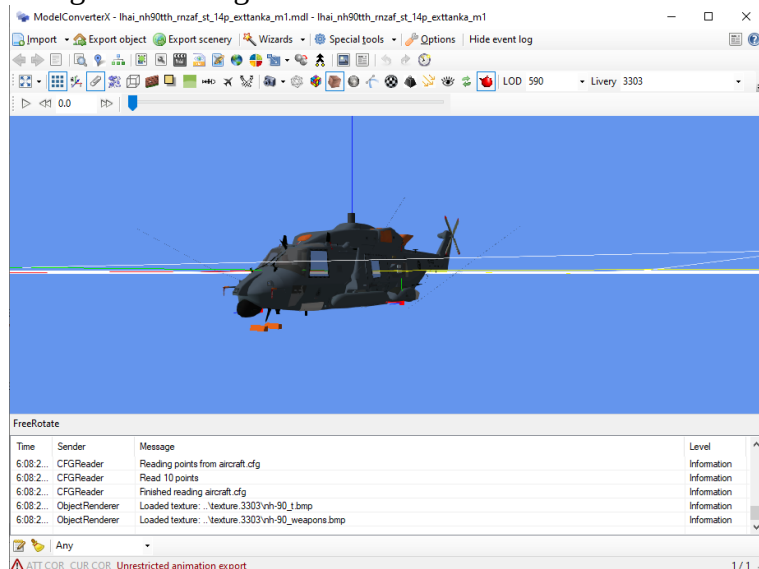 ModelConverterX - lhai_nh90tth_rnzaf_st_14p_exttanka_m1.mdl - lhai_nh90tth_rnzaf_st_14p_exttanka_m1
Import Export object Export scenery Wizards Special tools Options Hide event log
LOD 590 Livery 3303
0.0
FreeRotate
Time Sender Message Level
6:08:2... CFGReader Reading points from aircraft.cfg Information
6:08:2... CFGReader Read 10 points Information
6:08:2... CFGReader Finished reading aircraft.cfg Information
6:08:2... ObjectRenderer Loaded texture: ..\texture.3303\nh-90_t.bmp Information
6:08:2... ObjectRenderer Loaded texture: ..\texture.3303\nh-90_weapons.bmp Information
Any
ATT COR CUR COR Unrestricted animation export 1/1